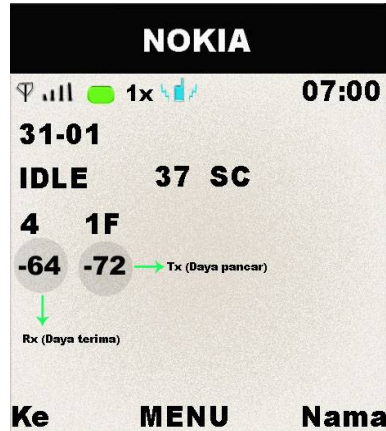 NOKIA
1x 07:00
31-01
IDLE 37 SC
4 1F
-64 -72 Tx (Daya pancar)
Rx (Daya terima)
Ke MENU Nama